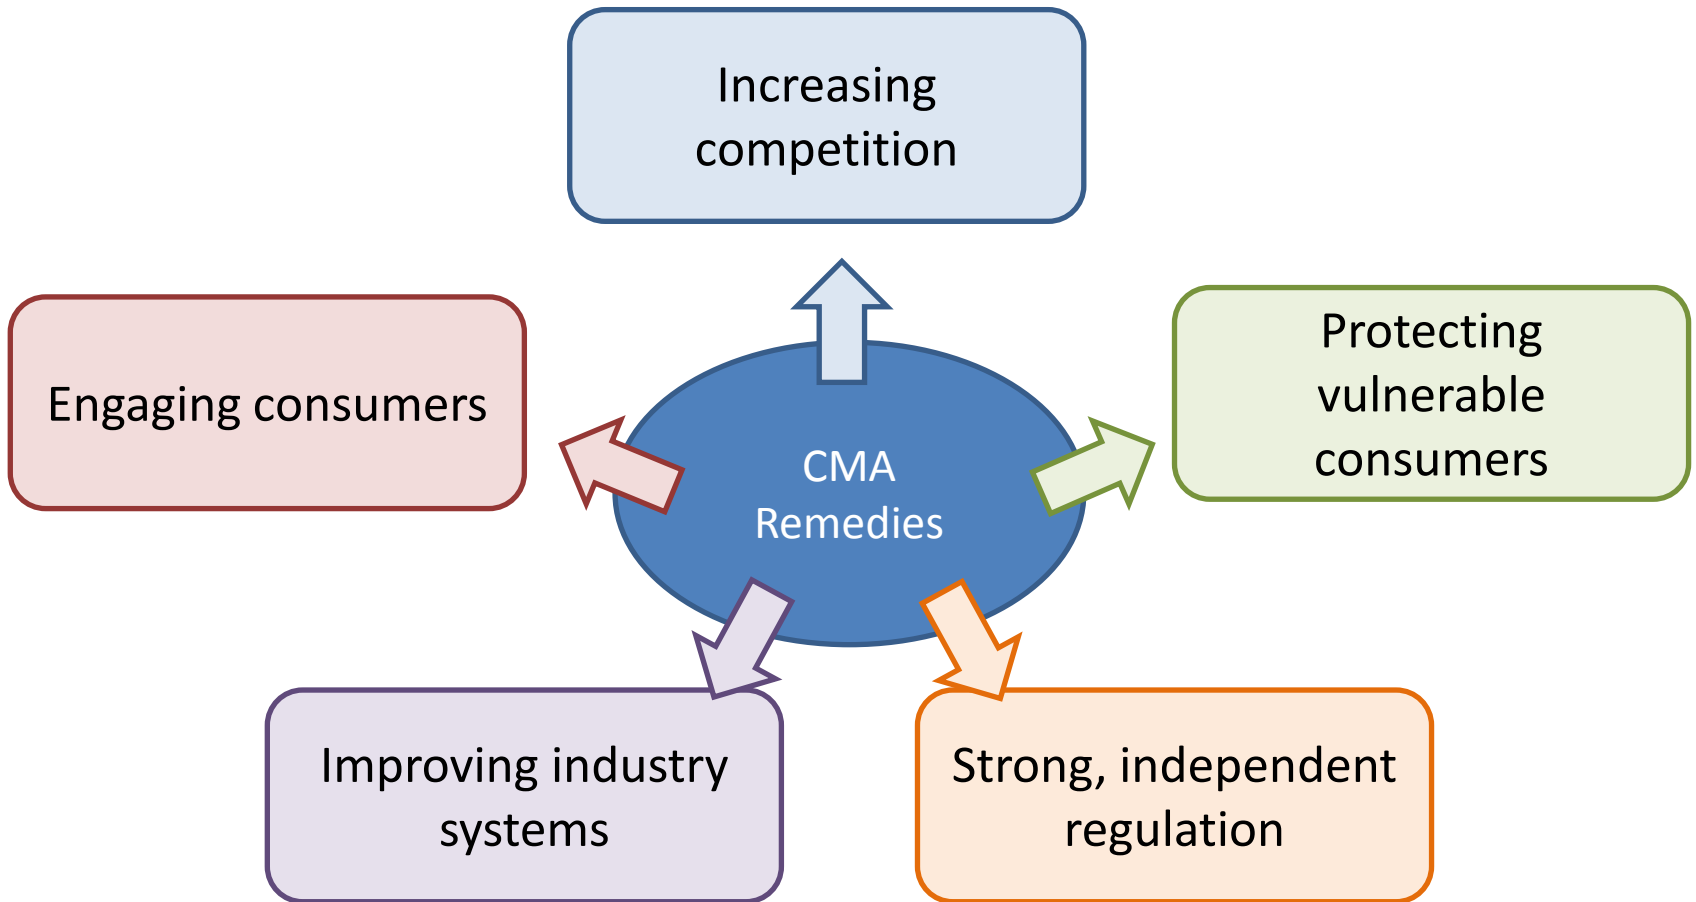 Increasing
competition
Engaging consumers
Protecting
vulnerable
consumers
CMA
Remedies
Improving industry
systems
Strong, independent
regulation